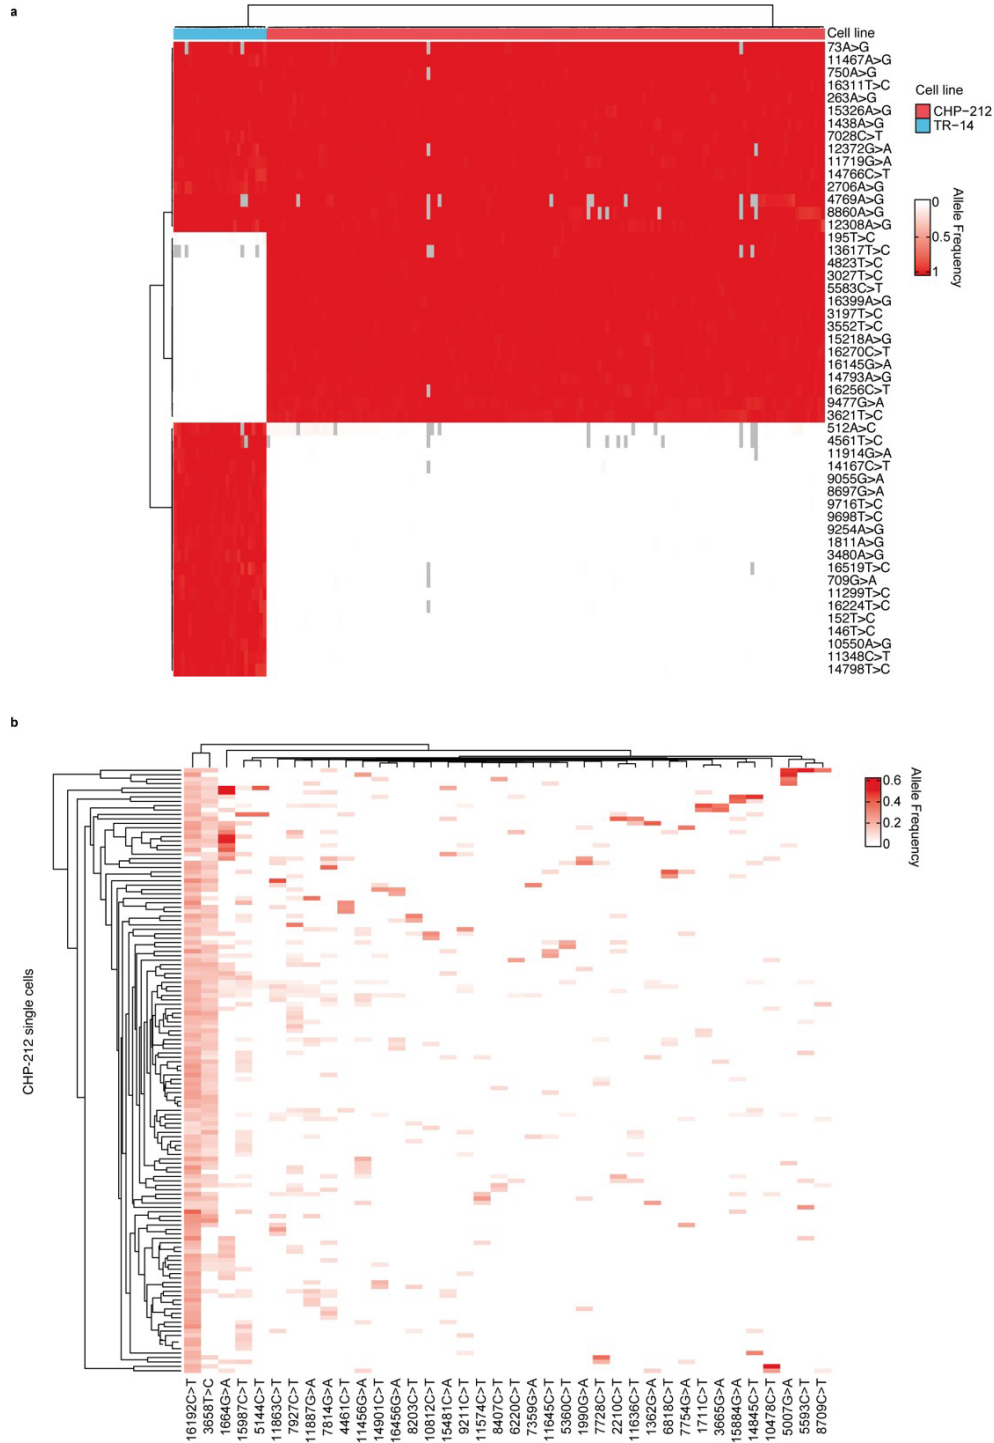 a
Cell line
73A>G
11467A>G
750A>G
16311T>C
263A>G
15326A>G
1438A>G
7028C>T
12372G>A
11719G>A
14766C>T
2706A>G
4769A>G
8860A>G
12308A>G
195T>C
13617T>C
4823T>C
3027T>C
5583C>T
16399A>G
3197T>C
3552T>C
15218A>G
16270C>T
16145G>A
14793A>G
16256C>T
9477G>A
3621T>C
512A>C
4561T>C
11914G>A
14167C>T
9055G>A
8697G>A
9716T>C
9698T>C
9254A>G
1811A>G
3480A>G
16519T>C
709G>A
11299T>C
16224T>C
152T>C
146T>C
10550A>G
11348C>T
14798T>C
Cell line
CHP-212
TR-14
0
0.5
1
Allele Frequency
b
CHP-212 single cells
0.6
0.4
0.2
0
Allele Frequency
16192C>T
3658T>C
1664G>A
15987C>T
5144C>T
11863C>T
7927C>T
11887G>A
7814G>A
4461C>T
11456G>A
14901C>T
16456G>A
8203C>T
10812C>T
15481C>A
9211C>T
11574C>T
8407C>T
6220C>T
7359G>A
11645C>T
5360C>T
1990G>A
7728C>T
2210C>T
11636C>T
1362G>A
6818C>T
7754G>A
1711C>T
3665G>A
15884G>A
14845C>T
10478C>T
5007G>A
5593C>T
8709C>T